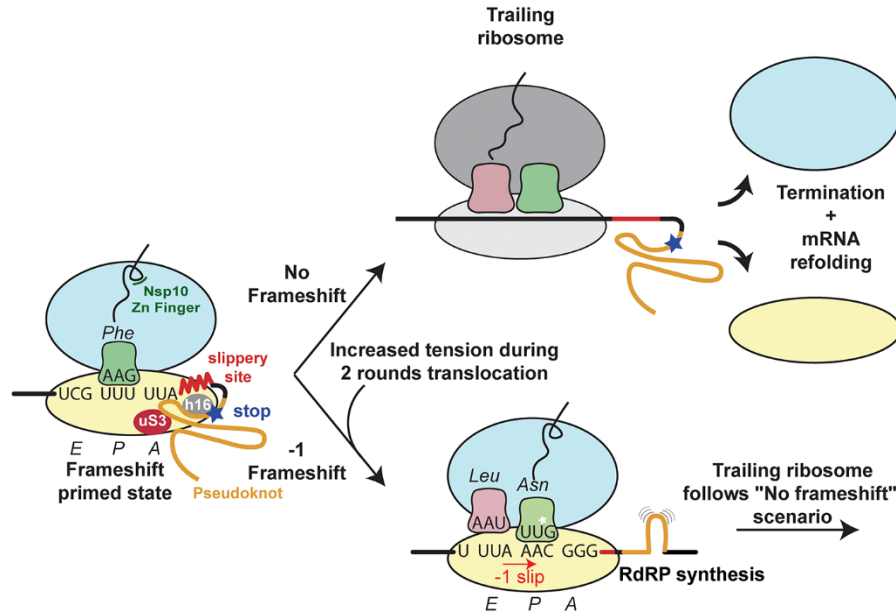 Trailing
ribosome
Termination
+
mRNA
refolding
No
Frameshift
Nsp10
Zn Finger
Phe
AAG
slippery
site
UCG UUU UUA
h16
stop
uS3
E P A
Frameshift
primed state
Pseudoknot
Increased tension during
2 rounds translocation
-1
Frameshift
Leu
Asn
AAU
UUG
U UUA AAC GGG
-1 slip
E P A
RdRP synthesis
Trailing ribosome
follows "No frameshift"
scenario